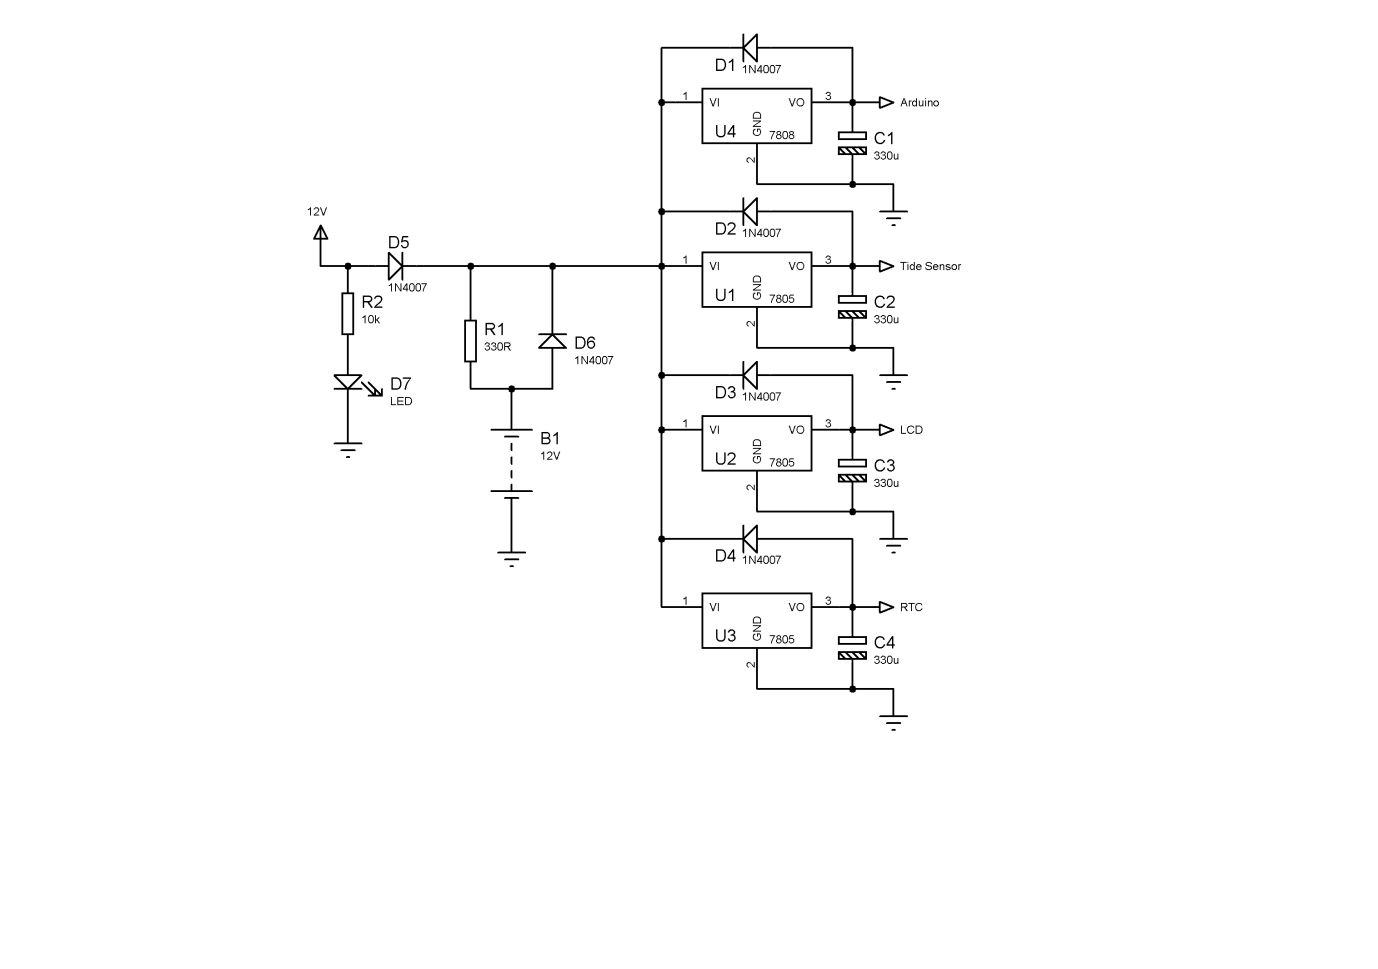 D1
1N4007
1
VI
VO
3
Arduino
GND
U4
7808
2
C1
330u
12V
D2
1N4007
D5
1N4007
1
VI
VO
3
Tide Sensor
GND
U1
7805
2
C2
330u
R2
10k
R1
330R
D6
1N4007
D7
LED
D3
1N4007
1
VI
VO
3
LCD
GND
U2
7805
2
C3
330u
B1
12V
D4
1N4007
1
VI
VO
3
RTC
GND
U3
7805
2
C4
330u